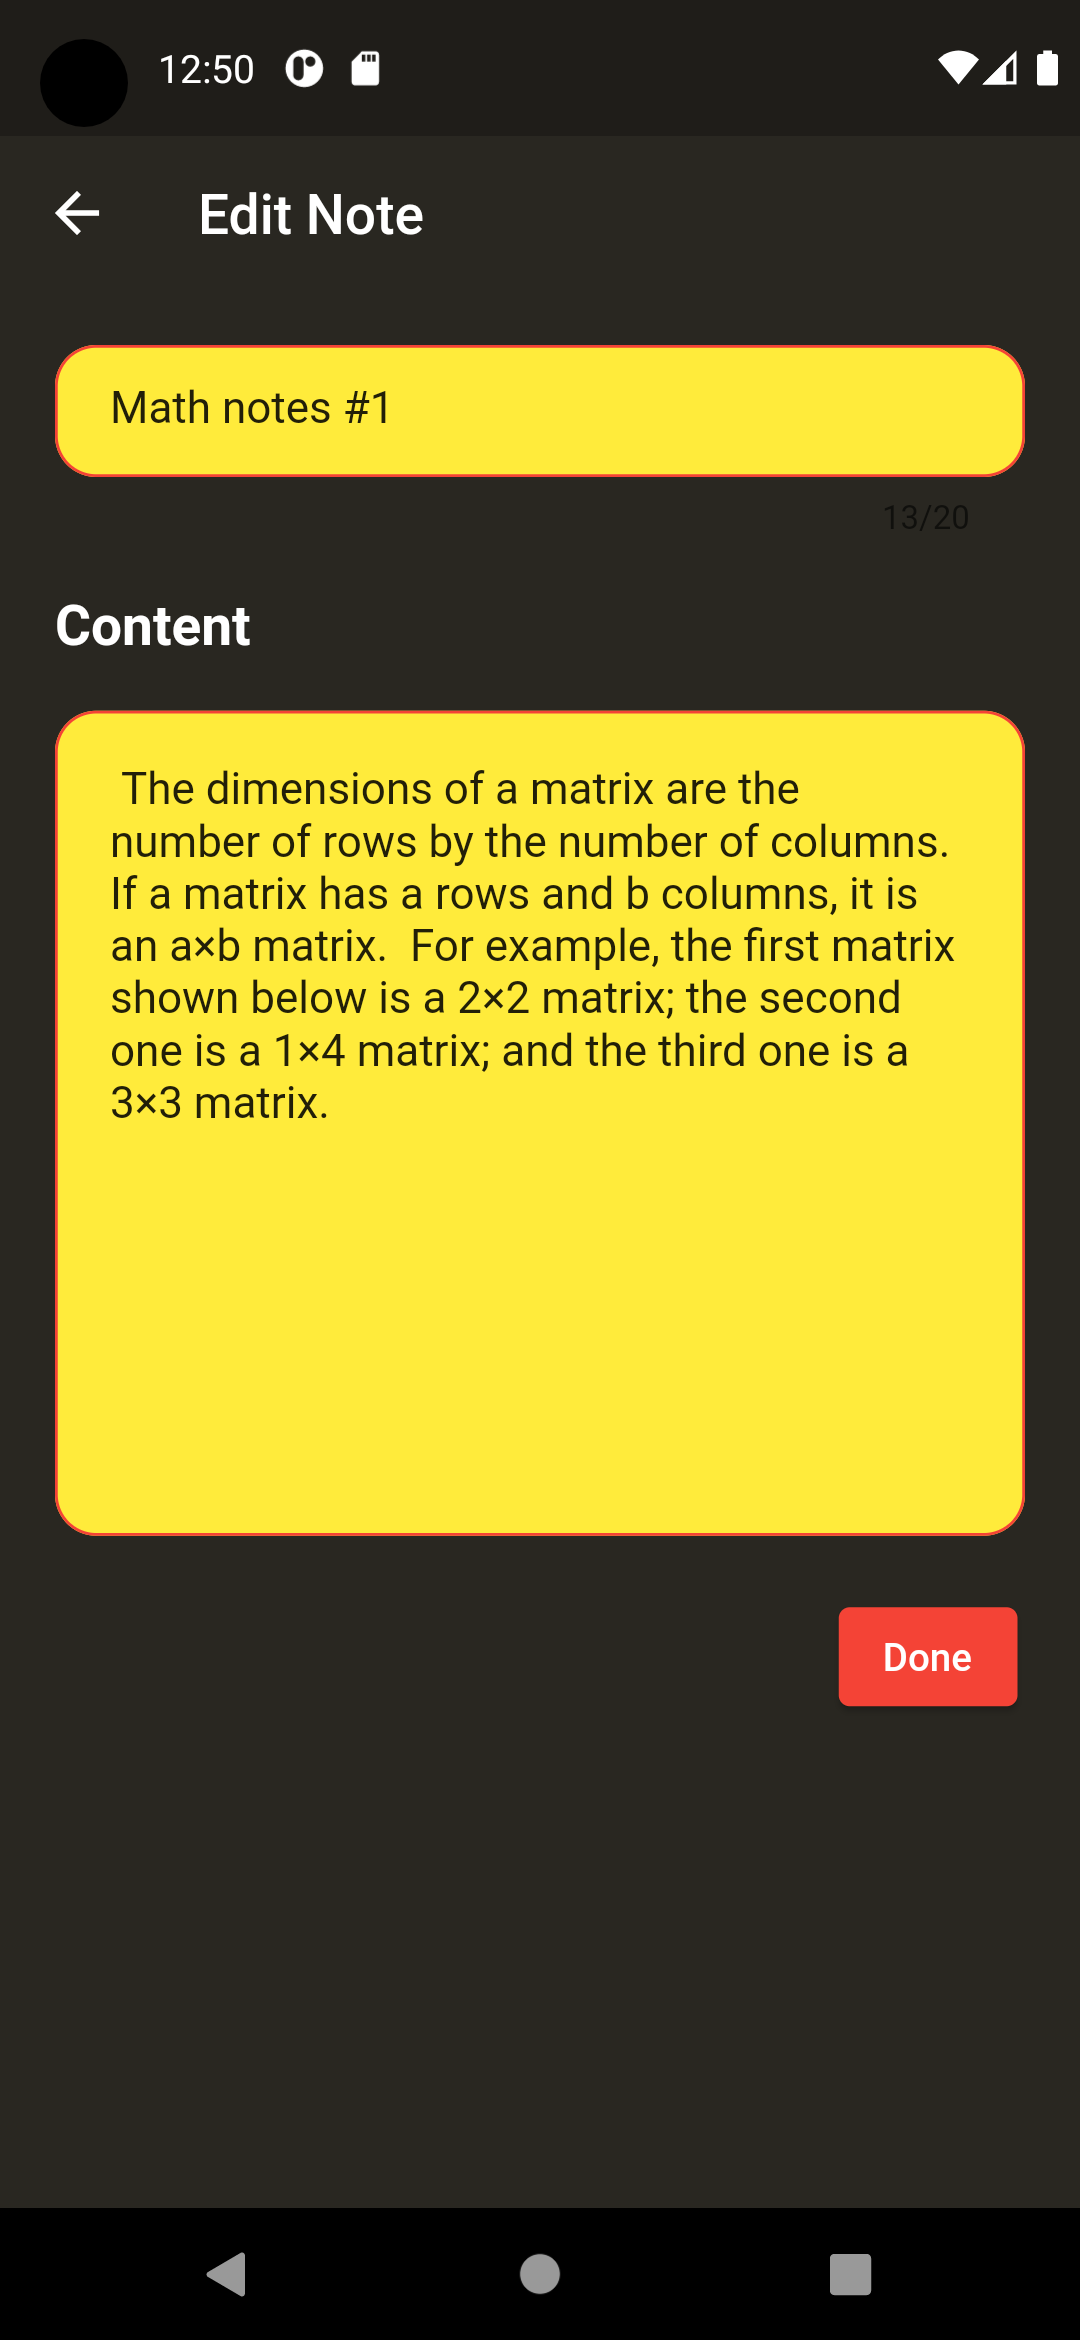 12:50
Edit Note
Math notes #1
13/20
Content
The dimensions of a matrix are the
number of rows by the number of columns.
If a matrix has a rows and b columns, it is
an a×b matrix.  For example, the first matrix
shown below is a 2×2 matrix; the second
one is a 1×4 matrix; and the third one is a
3×3 matrix.
Done